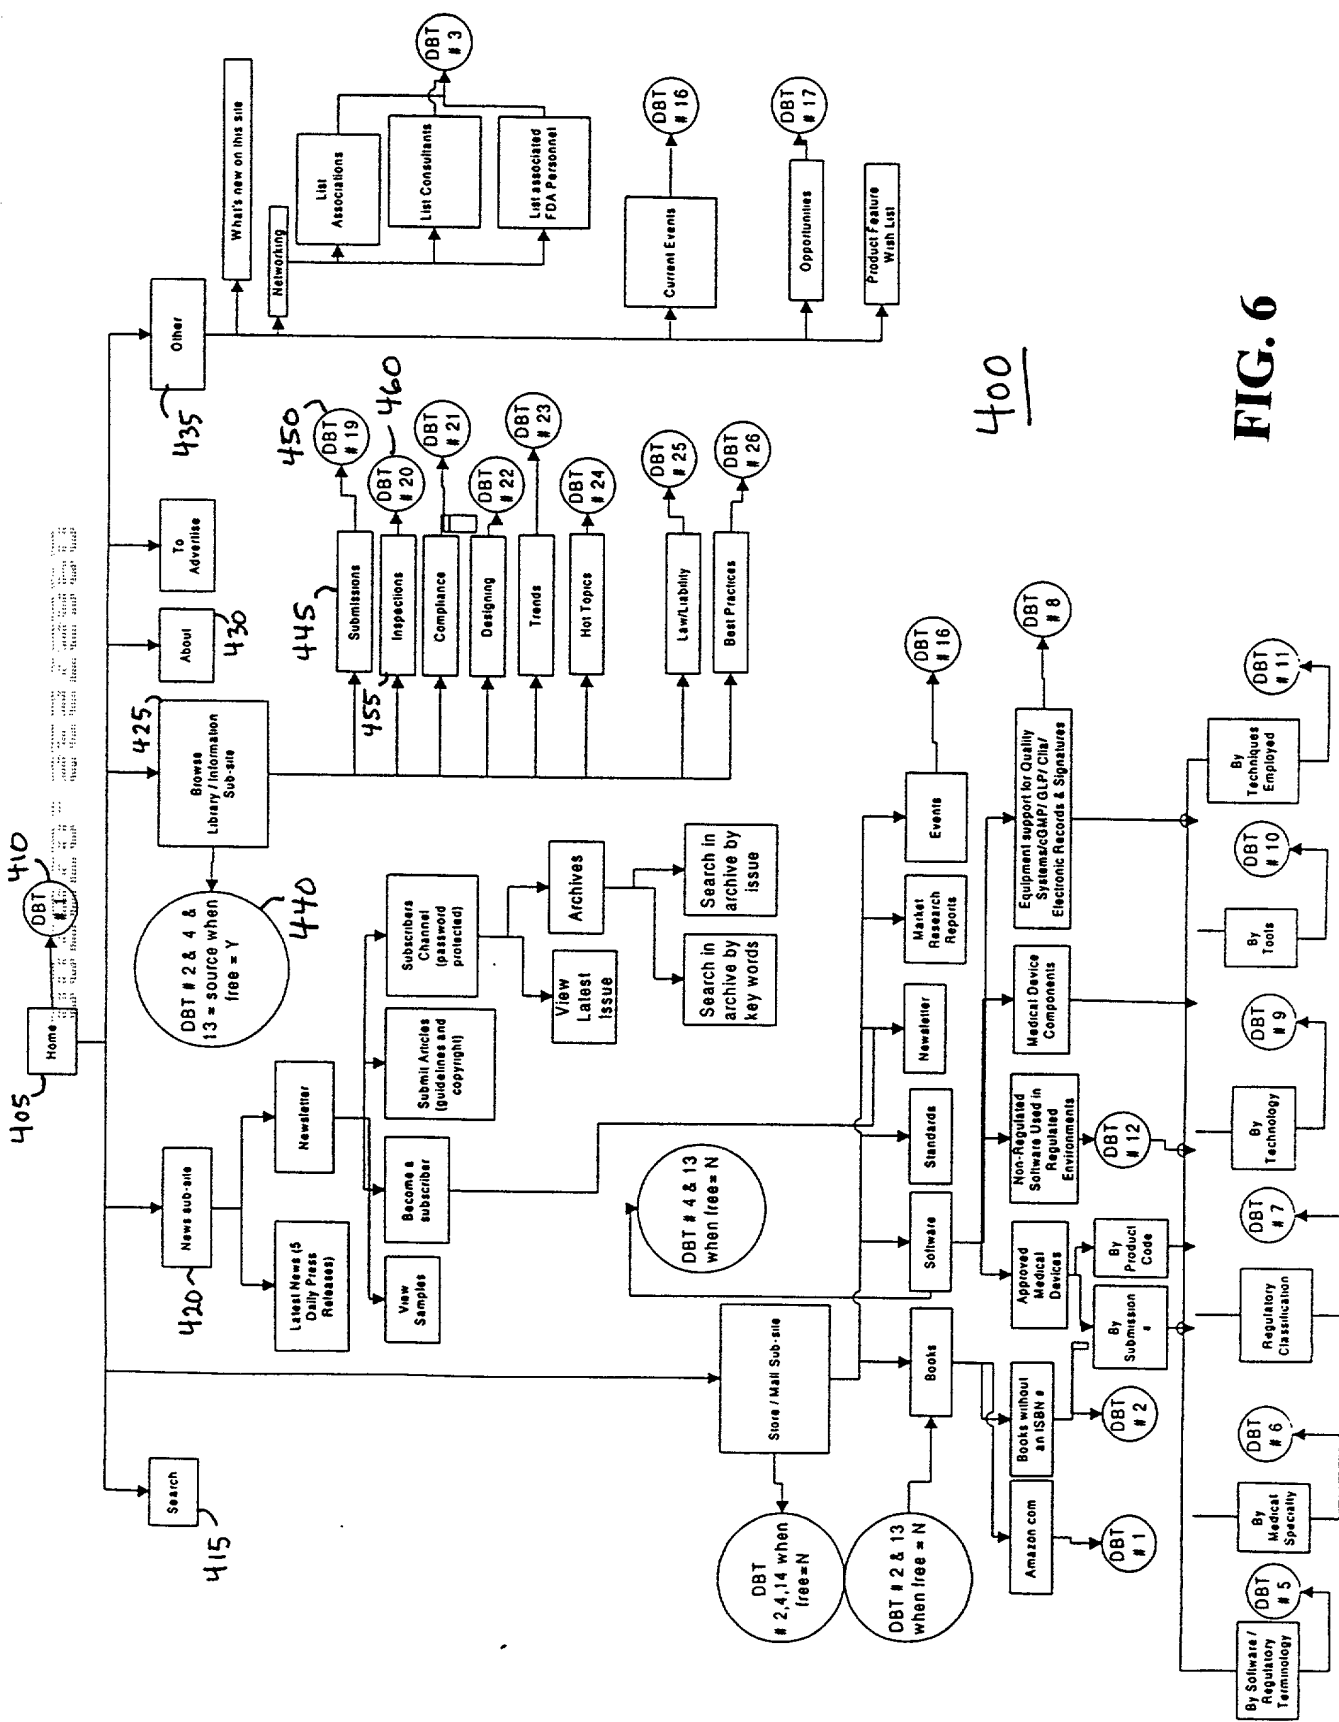 405
Home
DBT
# 1
410
Search
415
News sub-site
420
Browse
Library / Information
Sub-site
425
About
430
To
Advertise
Other
435
Latest News (5
Daily Press
Releases)
Newsletter
DBT # 2 & 4 &
13 = source when
free = Y
440
View
Samples
Become a
subscriber
Submit Articles
(guidelines and
copyright)
Subscribers
Channel
(password
protected)
View
Latest
Issue
Archives
Search in
archive by
key words
Search in
archive by
issue
445
Submissions
450
DBT
# 19
455
Inspections
460
DBT
# 20
Compliance
DBT
# 21
Designing
DBT
# 22
Trends
DBT
# 23
Hot Topics
DBT
# 24
Law/Liability
DBT
# 25
Best Practices
DBT
# 26
What's new on this site
Networking
List
Associations
List Consultants
List associated
FDA Personnel
DBT
# 3
Current Events
DBT
# 16
Opportunities
DBT
# 17
Product Feature
Wish List
Store / Mall Sub-site
DBT
# 2,4,14 when
free=N
DBT # 4 & 13
when free= N
DBT # 2 & 13
when free = N
Books
Software
Standards
Newsletter
Market
Research
Reports
Events
DBT
# 16
Amazon com
Books without
an ISBN #
Approved
Medical
Devices
Non-Regulated
Software Used in
Regulated
Environments
Medical Device
Components
Equipment support for Quality
Systems/cGMP/ GLP/ Clia/
Electronic Records & Signatures
DBT
# 8
DBT
# 1
DBT
# 2
By
Submission
#
By
Product
Code
DBT
# 12
By Software /
Regulatory
Terminology
DBT
# 5
By
Medical
Specialty
DBT
# 6
Regulatory
Classification
DBT
# 7
By
Technology
DBT
# 9
By
Tools
DBT
# 10
By
Techniques
Employed
DBT
# 11
400
FIG. 6